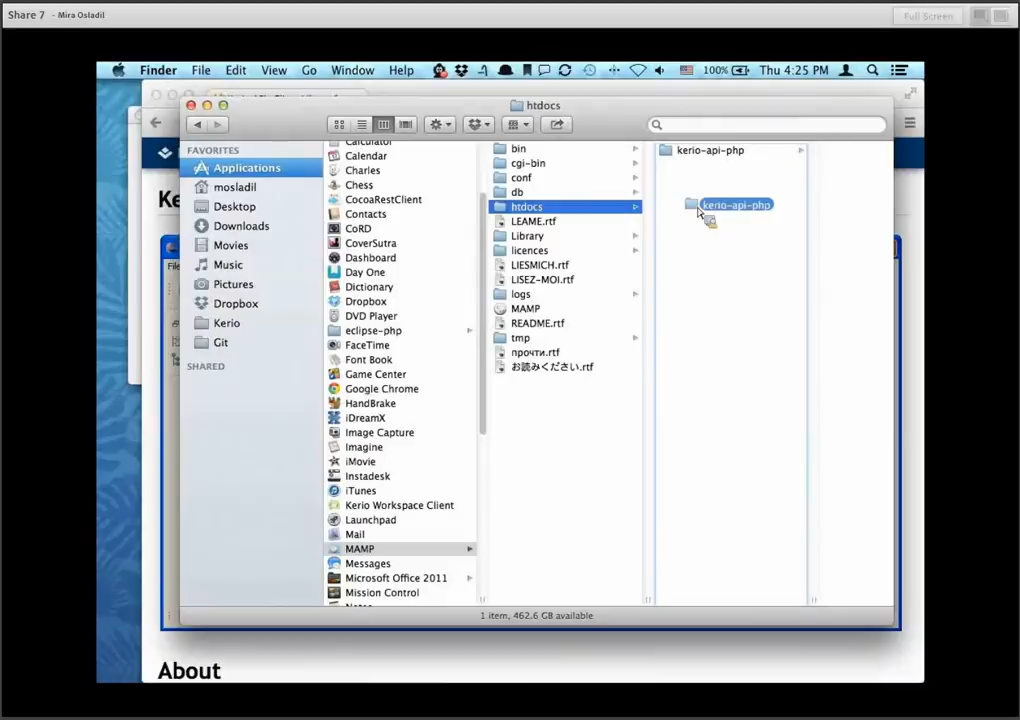 Share 7 - Mira Osladil
Full Screen
Finder File Edit View Go Window Help 100% Thu 4:25 PM
htdocs
FAVORITES
Applications
mosladil
Desktop
Downloads
Movies
Music
Pictures
Dropbox
Kerio
Git
SHARED
Calculator
Calendar
Charles
Chess
CocoaRestClient
Contacts
CoRD
CoverSutra
Dashboard
Day One
Dictionary
Dropbox
DVD Player
eclipse-php
FaceTime
Font Book
Game Center
Google Chrome
HandBrake
iDreamX
Image Capture
Imagine
iMovie
Instadesk
iTunes
Kerio Workspace Client
Launchpad
Mail
MAMP
Messages
Microsoft Office 2011
Mission Control
bin
cgi-bin
conf
db
htdocs
LEAME.rtf
Library
licences
LIESMICH.rtf
LISEZ-MOI.rtf
logs
MAMP
README.rtf
tmp
прочти.rtf
お読みください.rtf
kerio-api-php
kerio-api-php
1 item, 462.6 GB available
Ke
File
About